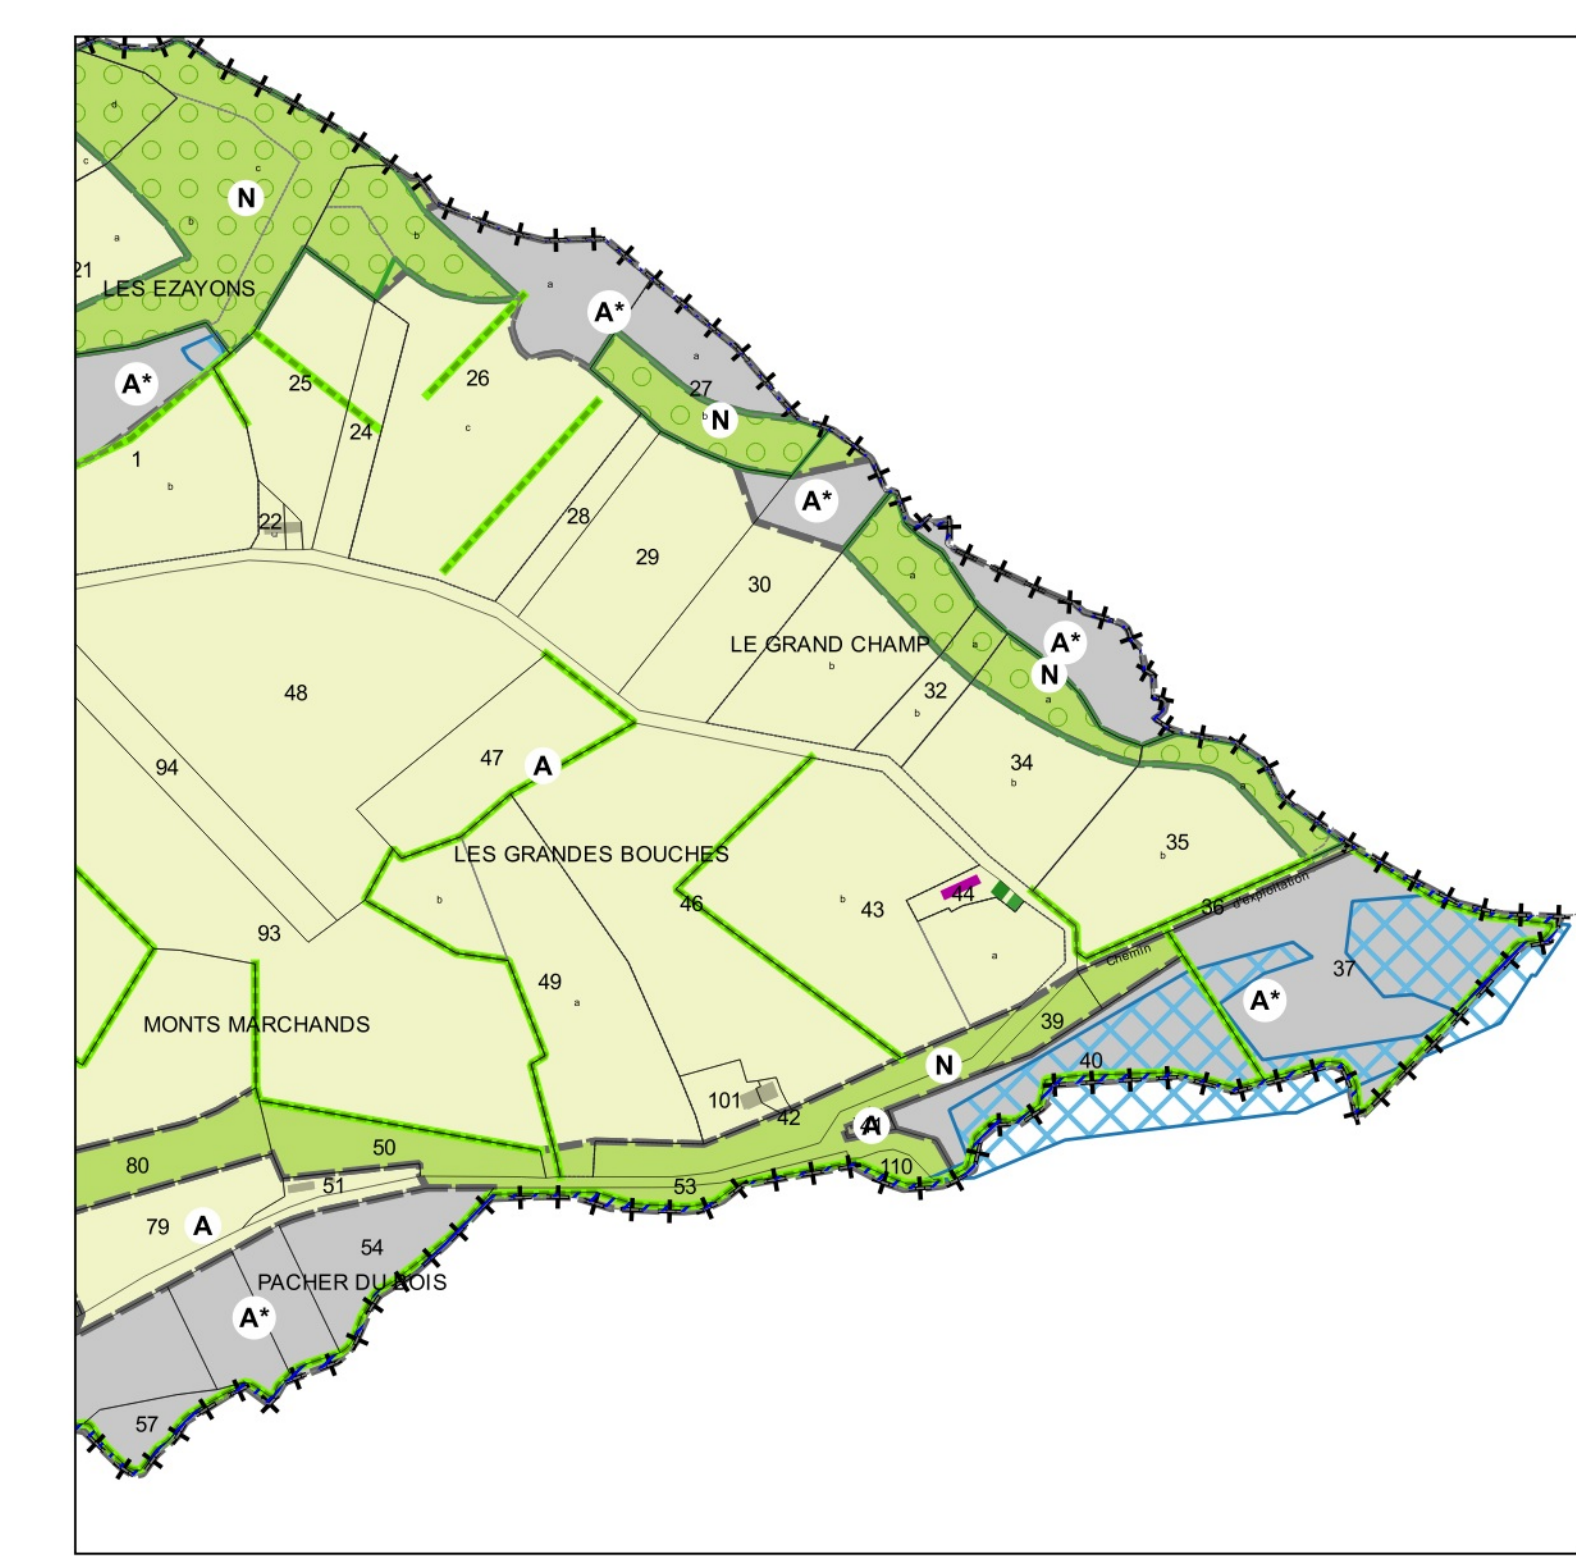 d
c
c
N
b
b
a
21
LES EZAYONS
a
A*
a
27
b
N
A*
25
26
24
c
1
b
22
A*
28
29
30
a
LE GRAND CHAMP
b
a
A*
N
a
32
b
48
47
A
94
34
b
a
35
b
LES GRANDES BOUCHES
b
46
b
43
44
36
d'exploitation
Chemin
93
a
37
49
a
A*
MONTS MARCHANDS
39
40
N
101
42
A
110
50
80
51
53
79
A
54
PACHER DU BOIS
A*
57